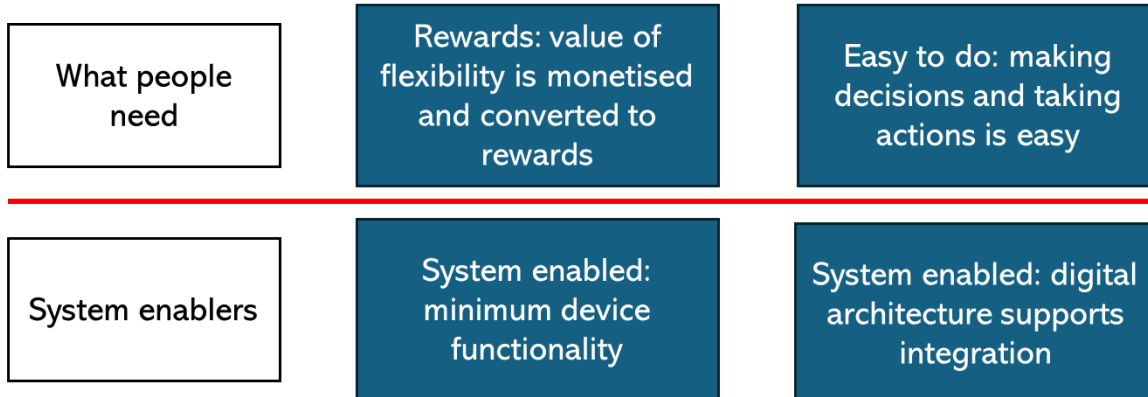 What people
need
Rewards: value of
flexibility is monetised
and converted to
rewards
Easy to do: making
decisions and taking
actions is easy
System enablers
System enabled:
minimum device
functionality
System enabled: digital
architecture supports
integration